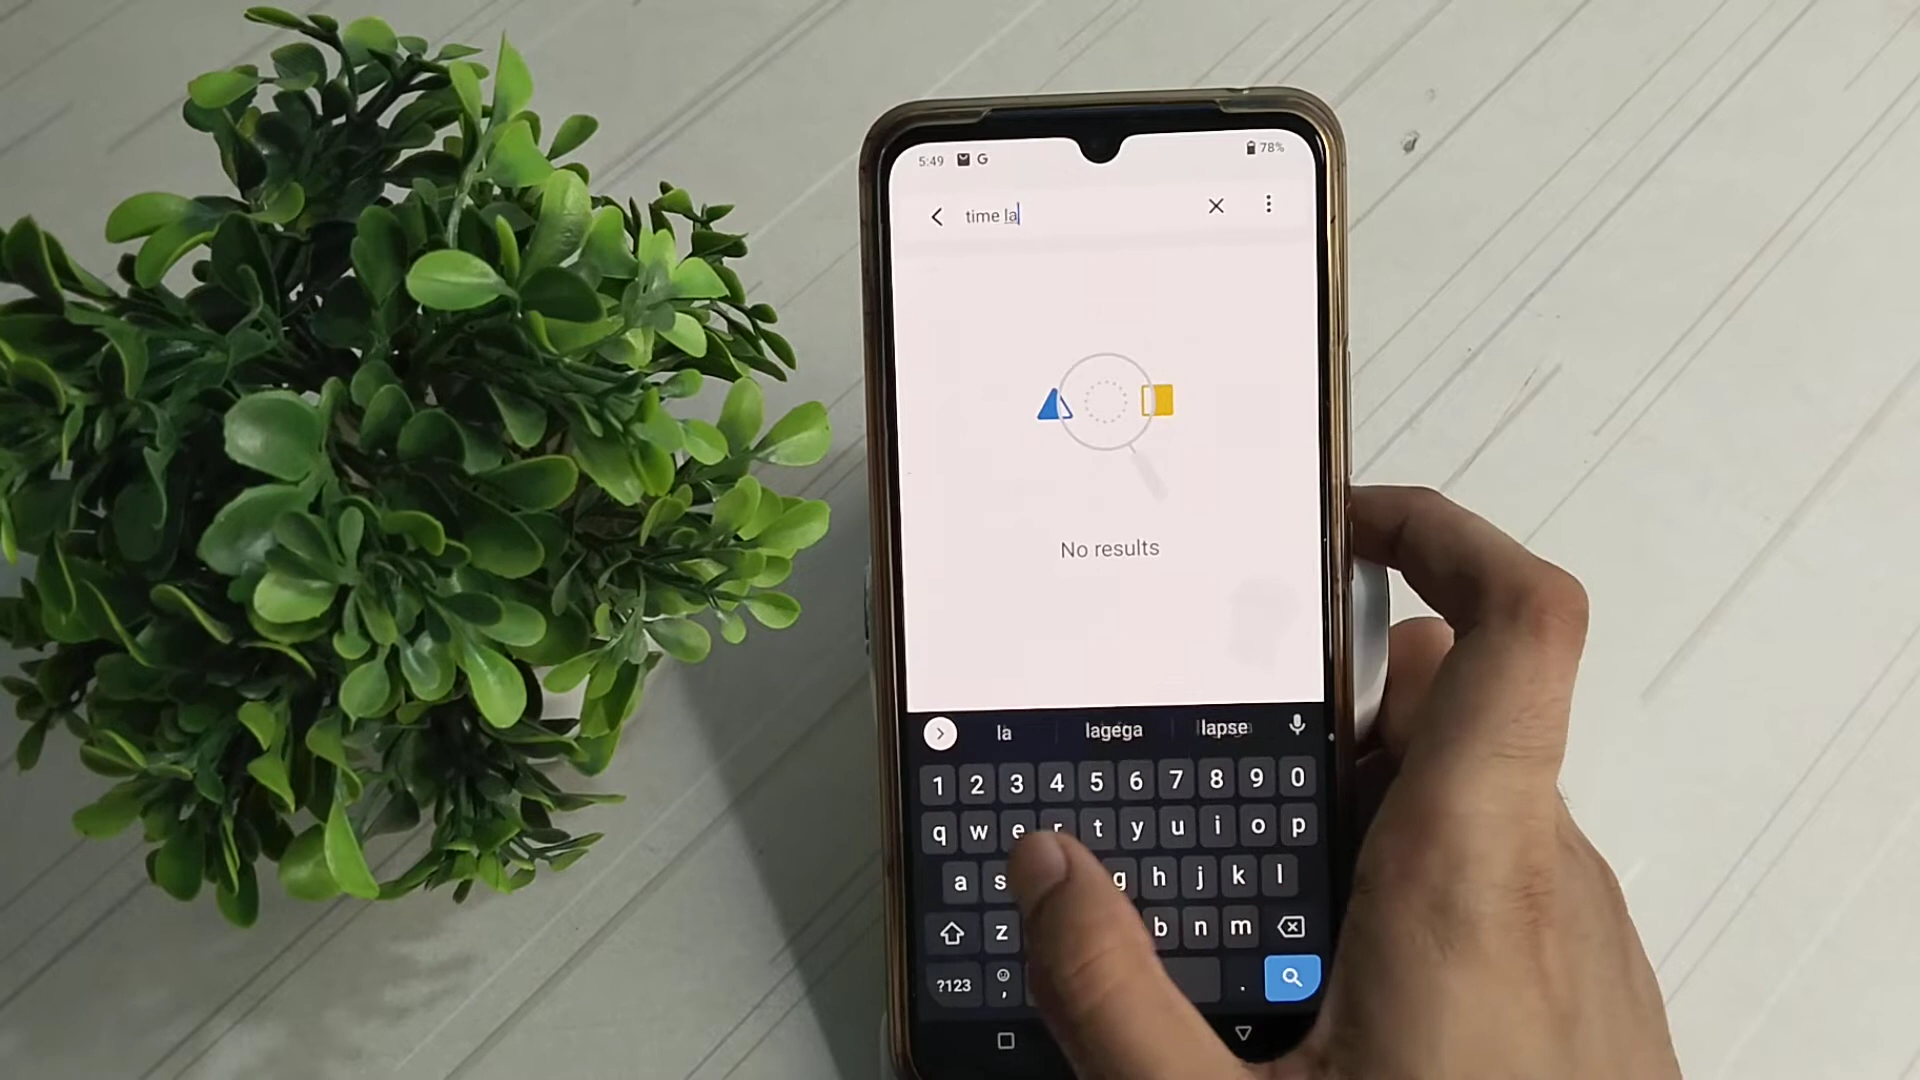 5:49 G 78%
time la
No results
la lagega lapse
1 2 3 4 5 6 7 8 9 0
q w e r t y u i o p
a s g h j k l
z b n m
?123 , .